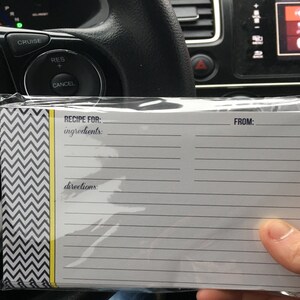 CRUISE
RES
+
CANCEL
RECIPE FOR: FROM:
ingredients:
directions: